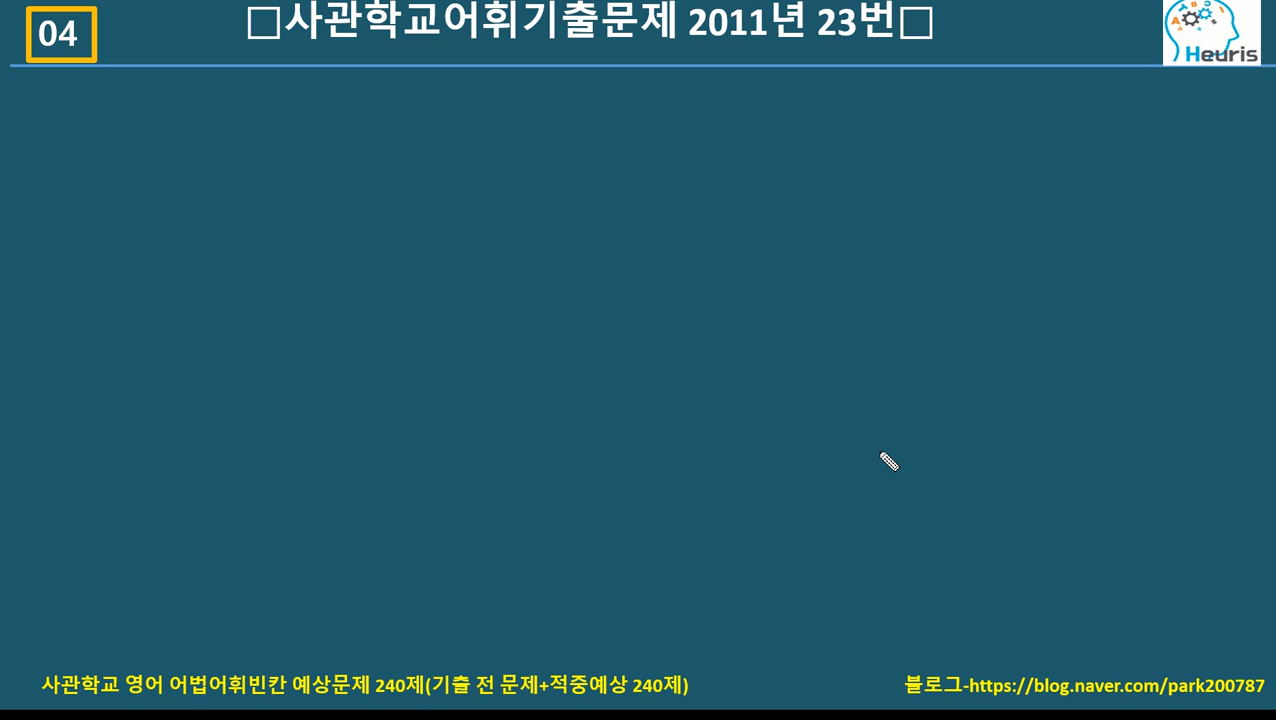 04
□사관학교어휘기출문제 2011년 23번□
Heuris
사관학교 영어 어법어휘빈칸 예상문제 240제(기출 전 문제+적중예상 240제)
블로그-https://blog.naver.com/park200787